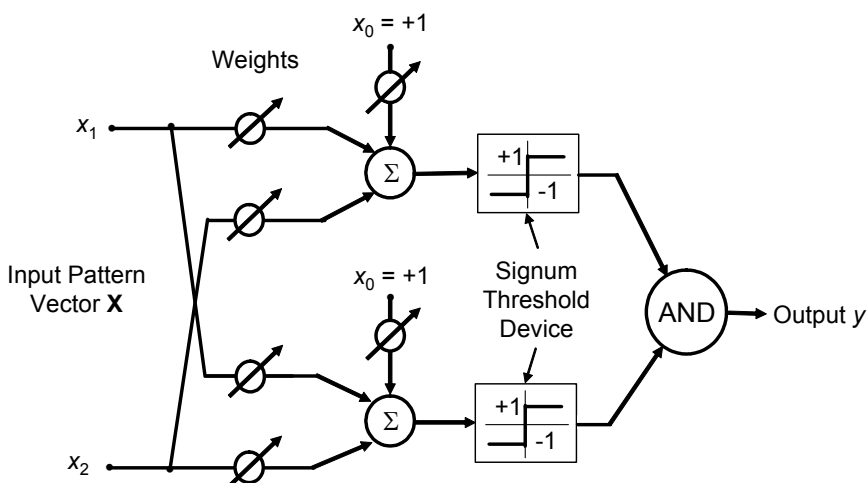 x₀ = +1
Weights
x₁
Σ
+1
-1
Input Pattern
Vector X
x₀ = +1
Signum
Threshold
Device
AND
Output y
Σ
+1
-1
x₂